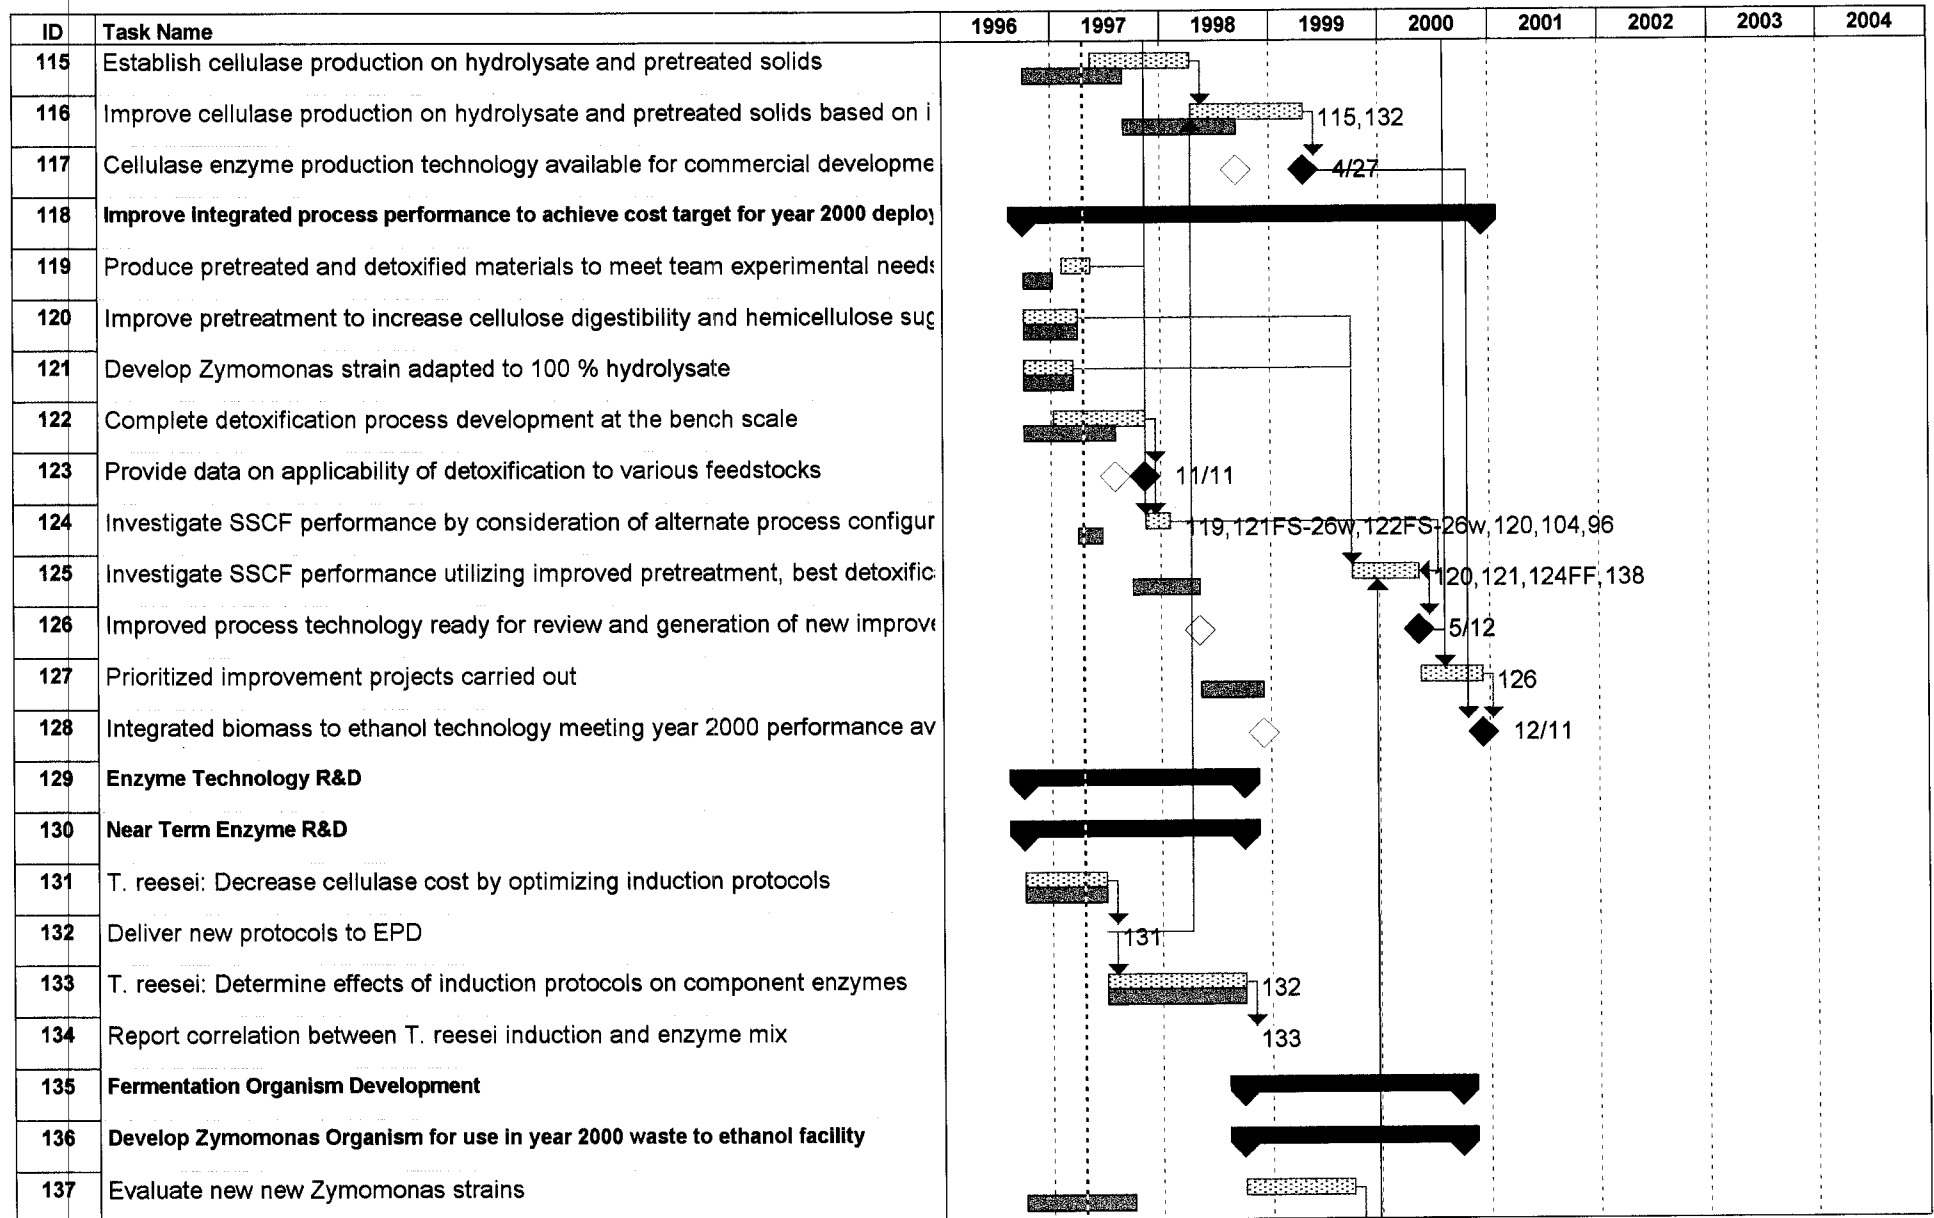 ID Task Name 1996 1997 1998 1999 2000 2001 2002 2003 2004
115 Establish cellulase production on hydrolysate and pretreated solids
116 Improve cellulase production on hydrolysate and pretreated solids based on i 115,132
117 Cellulase enzyme production technology available for commercial developme 4/27
118 Improve integrated process performance to achieve cost target for year 2000 deploy
119 Produce pretreated and detoxified materials to meet team experimental needs
120 Improve pretreatment to increase cellulose digestibility and hemicellulose sug
121 Develop Zymomonas strain adapted to 100 % hydrolysate
122 Complete detoxification process development at the bench scale
123 Provide data on applicability of detoxification to various feedstocks 11/11
124 Investigate SSCF performance by consideration of alternate process configur 119,121FS-26w,122FS-26w,120,104,96
125 Investigate SSCF performance utilizing improved pretreatment, best detoxific 120,121,124FF,138
126 Improved process technology ready for review and generation of new improve 5/12
127 Prioritized improvement projects carried out 126
128 Integrated biomass to ethanol technology meeting year 2000 performance av 12/11
129 Enzyme Technology R&D
130 Near Term Enzyme R&D
131 T. reesei: Decrease cellulase cost by optimizing induction protocols
132 Deliver new protocols to EPD 131
133 T. reesei: Determine effects of induction protocols on component enzymes 132
134 Report correlation between T. reesei induction and enzyme mix 133
135 Fermentation Organism Development
136 Develop Zymomonas Organism for use in year 2000 waste to ethanol facility
137 Evaluate new new Zymomonas strains